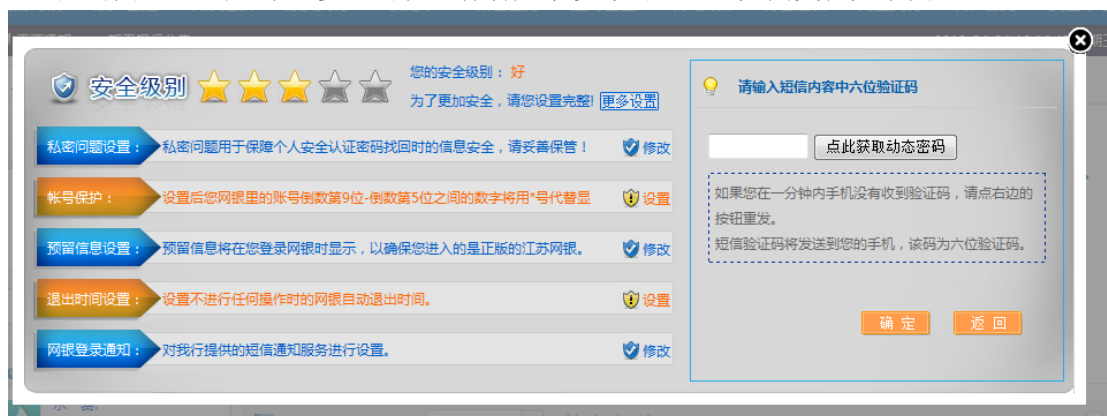 安全级别
您的安全级别：好
为了更加安全，请您设置完整! 更多设置
私密问题设置： 私密问题用于保障个人安全认证密码找回时的信息安全，请妥善保管！ 修改
帐号保护： 设置后您网银里的账号倒数第9位-倒数第5位之间的数字将用*号代替显 设置
预留信息设置： 预留信息将在您登录网银时显示，以确保您进入的是正版的江苏网银。 修改
退出时间设置： 设置不进行任何操作时的网银自动退出时间。 设置
网银登录通知： 对我行提供的短信通知服务进行设置。 修改
请输入短信内容中六位验证码
点此获取动态密码
如果您在一分钟内手机没有收到验证码，请点右边的
按钮重发。
短信验证码将发送到您的手机，该码为六位验证码。
确 定 返 回